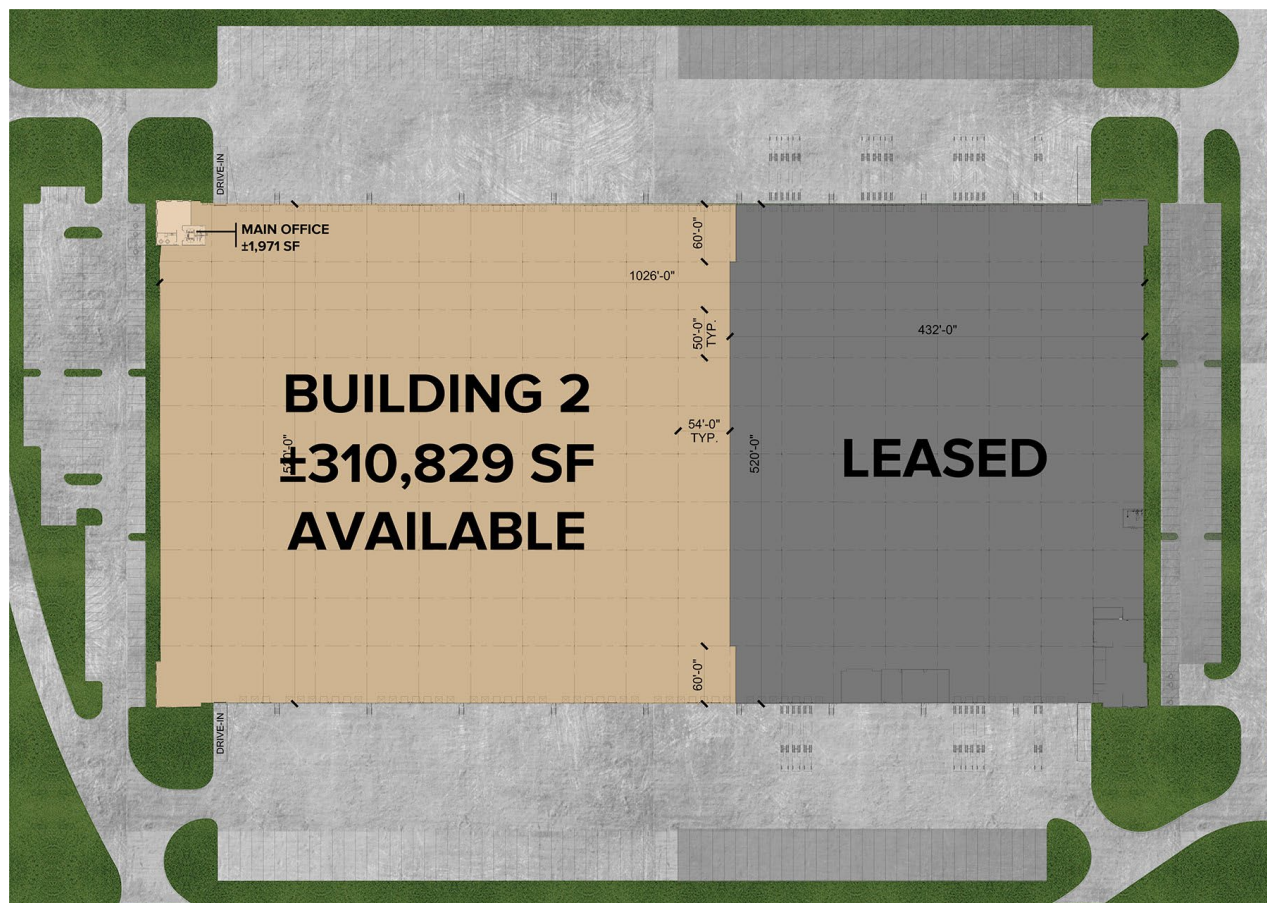 DRIVE-IN
MAIN OFFICE
±1,971 SF
60'-0"
1026'-0"
50'-0"
TYP.
432'-0"
BUILDING 2
±310,829 SF
AVAILABLE
54'-0"
TYP.
520'-0"
LEASED
60'-0"
DRIVE-IN